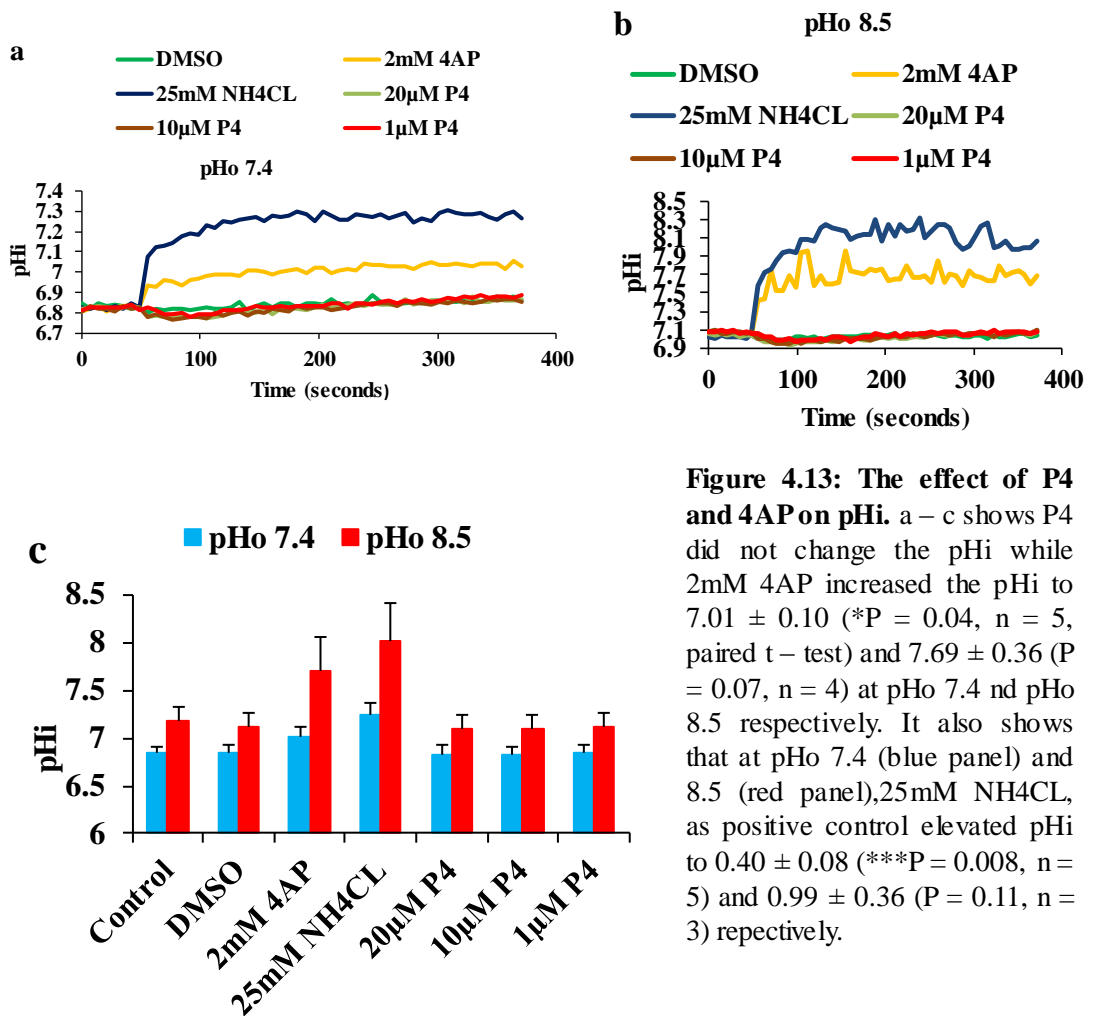 a
DMSO 2mM 4AP
25mM NH4CL 20µM P4
10µM P4 1µM P4
pHo 7.4
7.4
7.3
7.2
7.1
7
6.9
6.8
6.7
pHi
0 100 200 300 400
Time (seconds)
b
pHo 8.5
DMSO 2mM 4AP
25mM NH4CL 20µM P4
10µM P4 1µM P4
8.5
8.3
8.1
7.9
7.7
7.5
7.3
7.1
6.9
pHi
0 100 200 300 400
Time (seconds)
c
pHo 7.4 pHo 8.5
8.5
8
7.5
7
6.5
6
pHi
Control
DMSO
2mM 4AP
25mM NH4CL
20µM P4
10µM P4
1µM P4
Figure 4.13: The effect of P4
and 4AP on pHi. a – c shows P4
did not change the pHi while
2mM 4AP increased the pHi to
7.01 ± 0.10 (*P = 0.04, n = 5,
paired t – test) and 7.69 ± 0.36 (P
= 0.07, n = 4) at pHo 7.4 nd pHo
8.5 respectively. It also shows
that at pHo 7.4 (blue panel) and
8.5 (red panel),25mM NH4CL,
as positive control elevated pHi
to 0.40 ± 0.08 (***P = 0.008, n =
5) and 0.99 ± 0.36 (P = 0.11, n =
3) repectively.